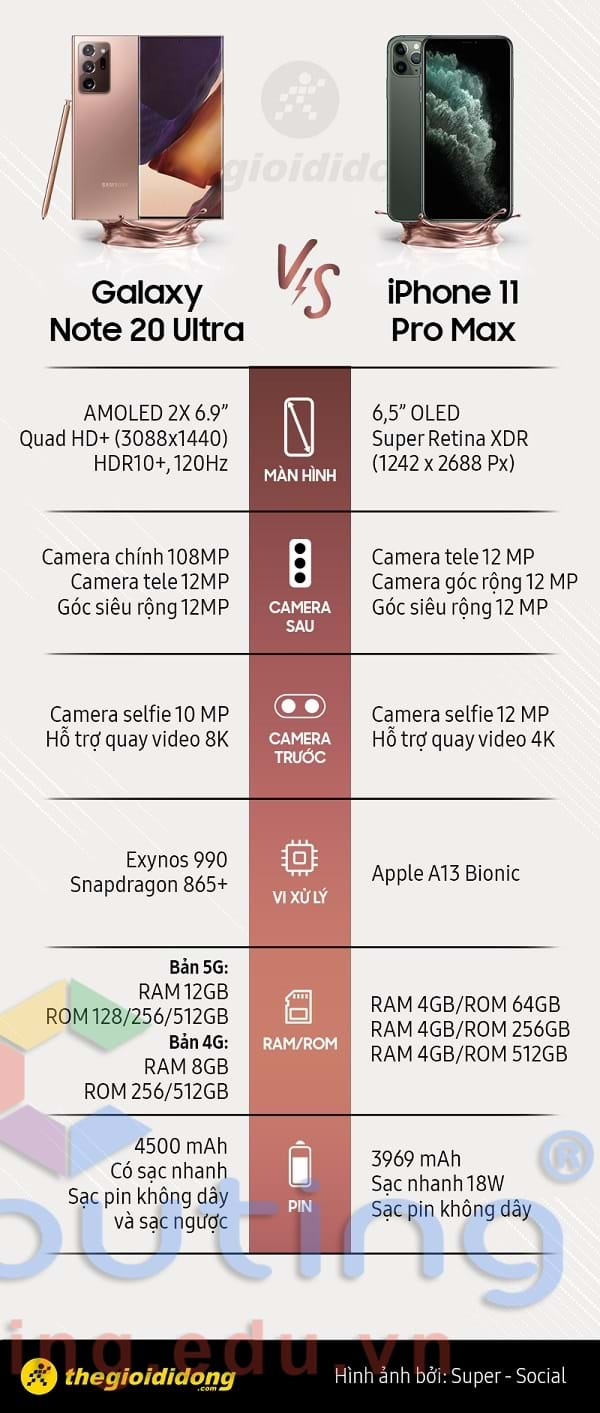 thegioididong
SAMSUNG
VS
Galaxy
Note 20 Ultra
iPhone 11
Pro Max
AMOLED 2X 6.9”
Quad HD+ (3088x1440)
HDR10+, 120Hz
MÀN HÌNH
6,5” OLED
Super Retina XDR
(1242 x 2688 Px)
Camera chính 108MP
Camera tele 12MP
Góc siêu rộng 12MP
CAMERA
SAU
Camera tele 12 MP
Camera góc rộng 12 MP
Góc siêu rộng 12 MP
Camera selfie 10 MP
Hỗ trợ quay video 8K
CAMERA
TRƯỚC
Camera selfie 12 MP
Hỗ trợ quay video 4K
Exynos 990
Snapdragon 865+
VI XỬ LÝ
Apple A13 Bionic
Bản 5G:
RAM 12GB
ROM 128/256/512GB
Bản 4G:
RAM 8GB
ROM 256/512GB
RAM/ROM
RAM 4GB/ROM 64GB
RAM 4GB/ROM 256GB
RAM 4GB/ROM 512GB
4500 mAh
Có sạc nhanh
Sạc pin không dây
và sạc ngược
PIN
3969 mAh
Sạc nhanh 18W
Sạc pin không dây
outing®
ing.edu.vn
thegioididong
.com
Hình ảnh bởi: Super - Social